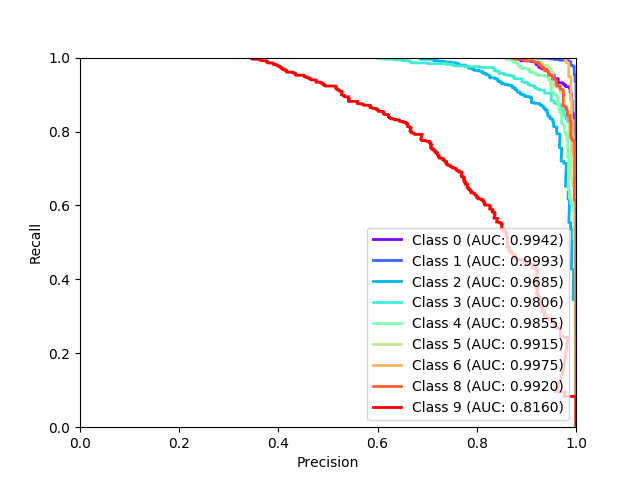 1.0
0.8
0.6
0.4
0.2
0.0
Recall
Class 0 (AUC: 0.9942)
Class 1 (AUC: 0.9993)
Class 2 (AUC: 0.9685)
Class 3 (AUC: 0.9806)
Class 4 (AUC: 0.9855)
Class 5 (AUC: 0.9915)
Class 6 (AUC: 0.9975)
Class 8 (AUC: 0.9920)
Class 9 (AUC: 0.8160)
0.0 0.2 0.4 0.6 0.8 1.0
Precision